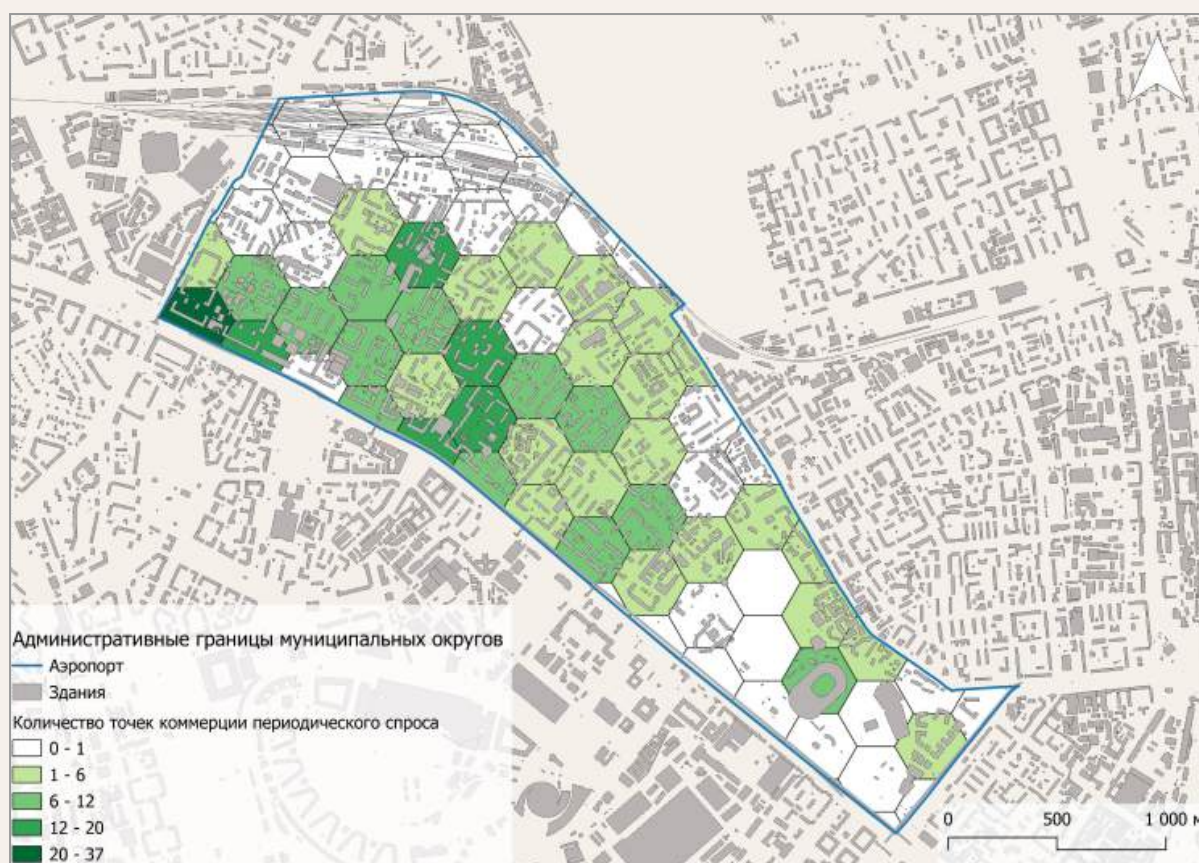 Административные границы муниципальных округов
Аэропорт
Здания
Количество точек коммерции периодического спроса
0 - 1
1 - 6
6 - 12
12 - 20
20 - 37
0 500 1 000 м